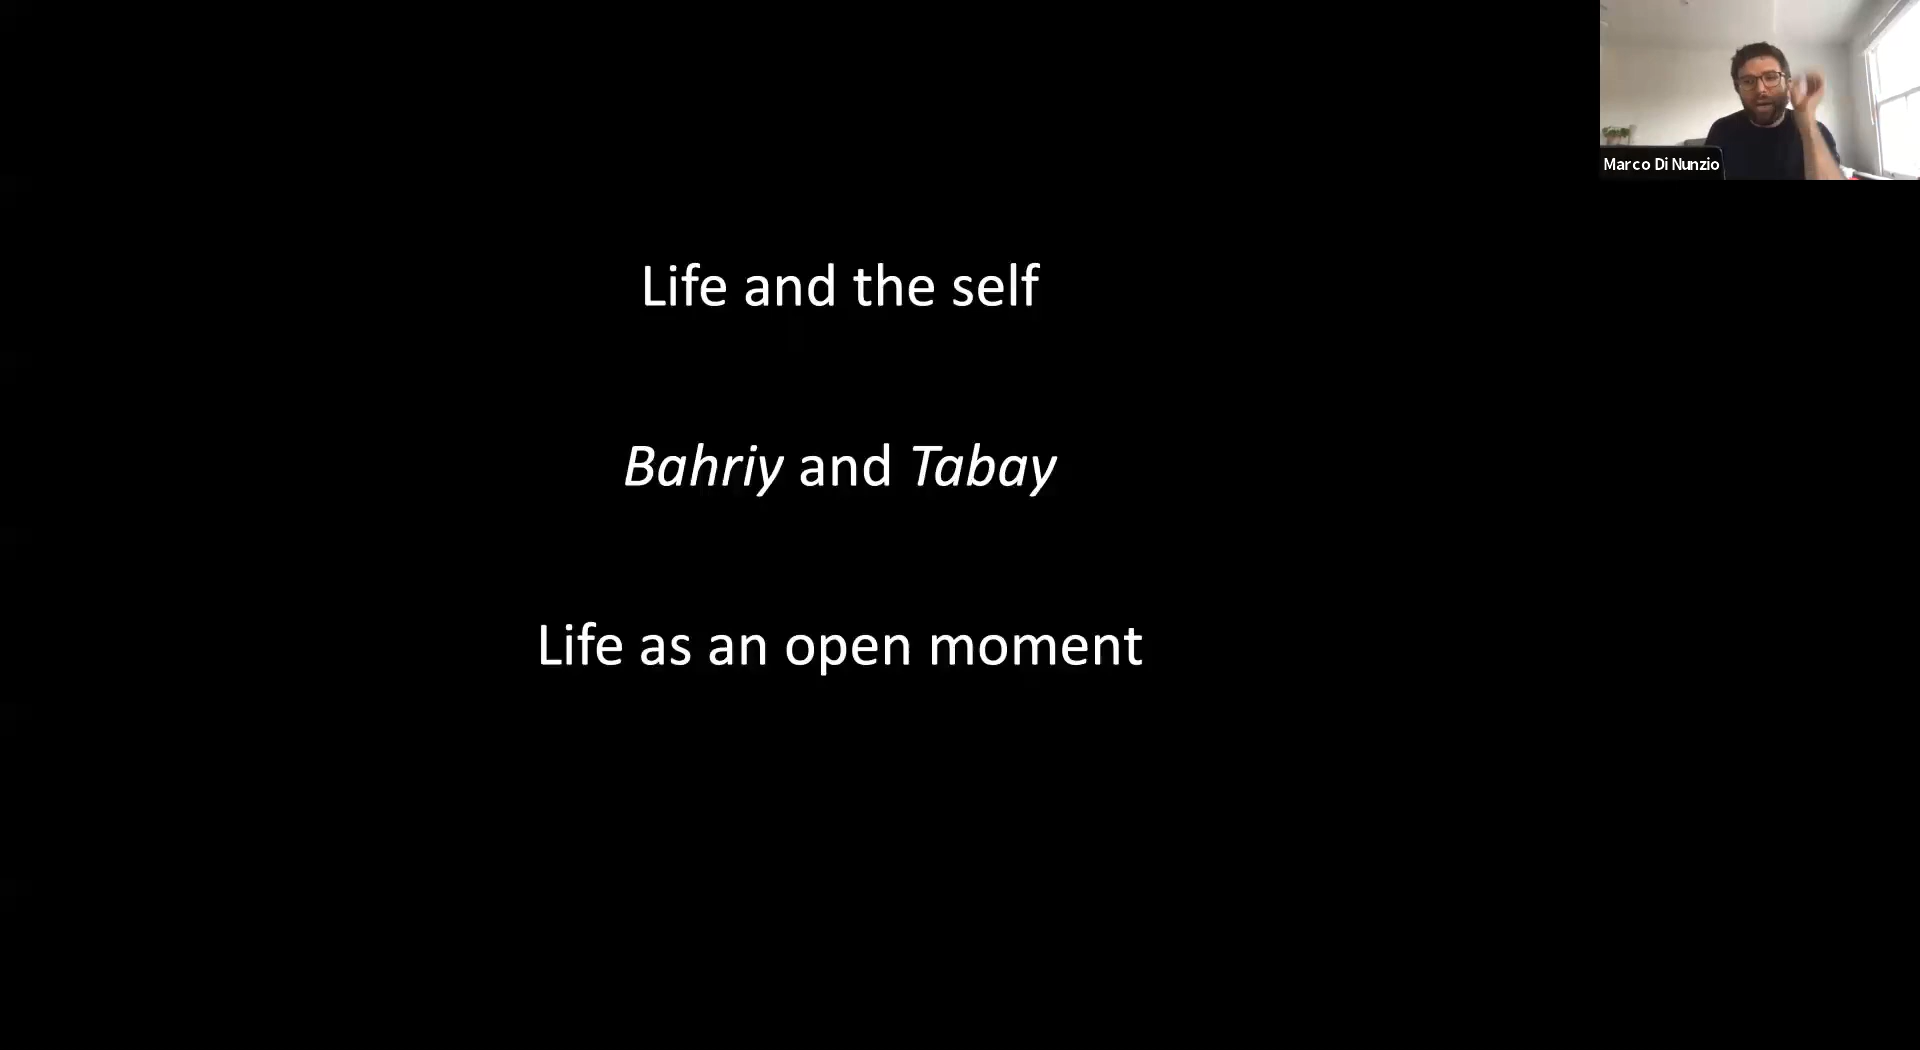 Marco Di Nunzio
Life and the self
Bahriy and Tabay
Life as an open moment